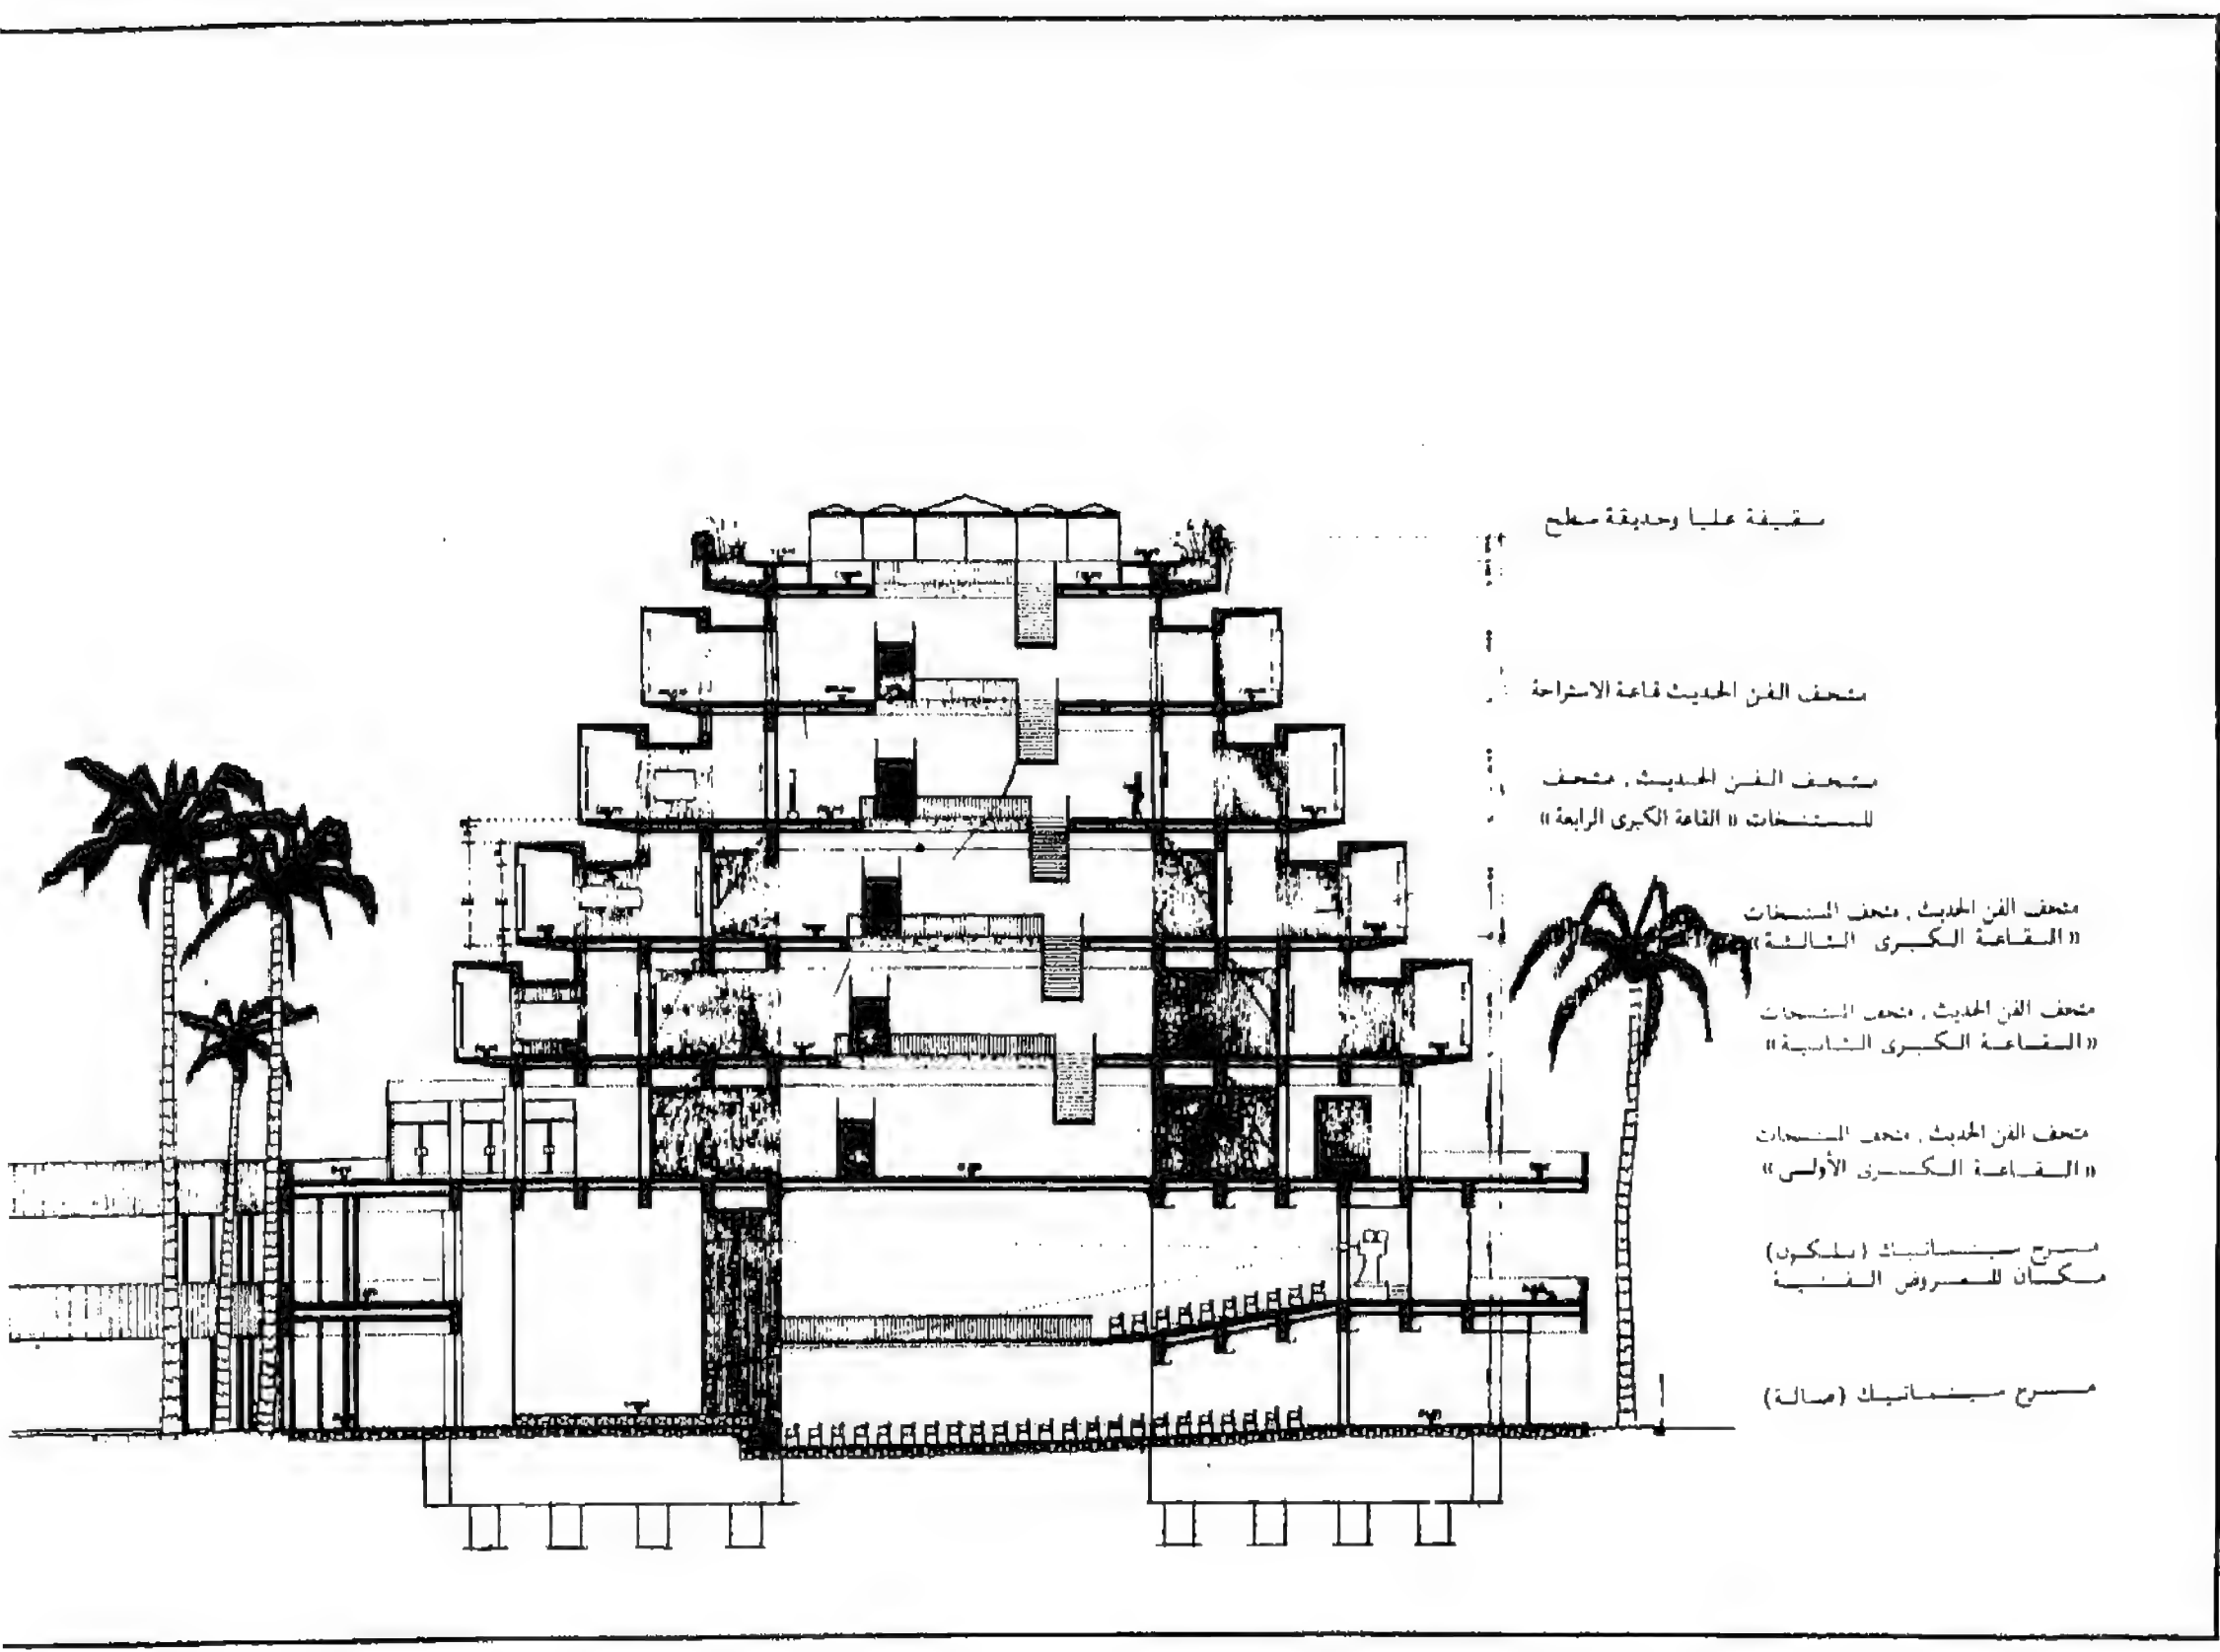 سقيفة عليا وحديقة سطح
متحف الفن الحديث قاعة الاستراحة
متحف الفن الحديث , متحف
للمستنسخات « القاعة الكبرى الرابعة »
متحف الفن الحديث , متحف المستنسخات
« القاعة الكبرى الثالثة »
متحف الفن الحديث , متحف المستنسخات
« القاعة الكبرى الثانية »
متحف الفن الحديث , متحف المستنسخات
« القاعة الكبرى الأولى »
مسرح سينماتيك (بلكون)
مكان للعروض الفنية
مسرح سينماتيك (صالة)